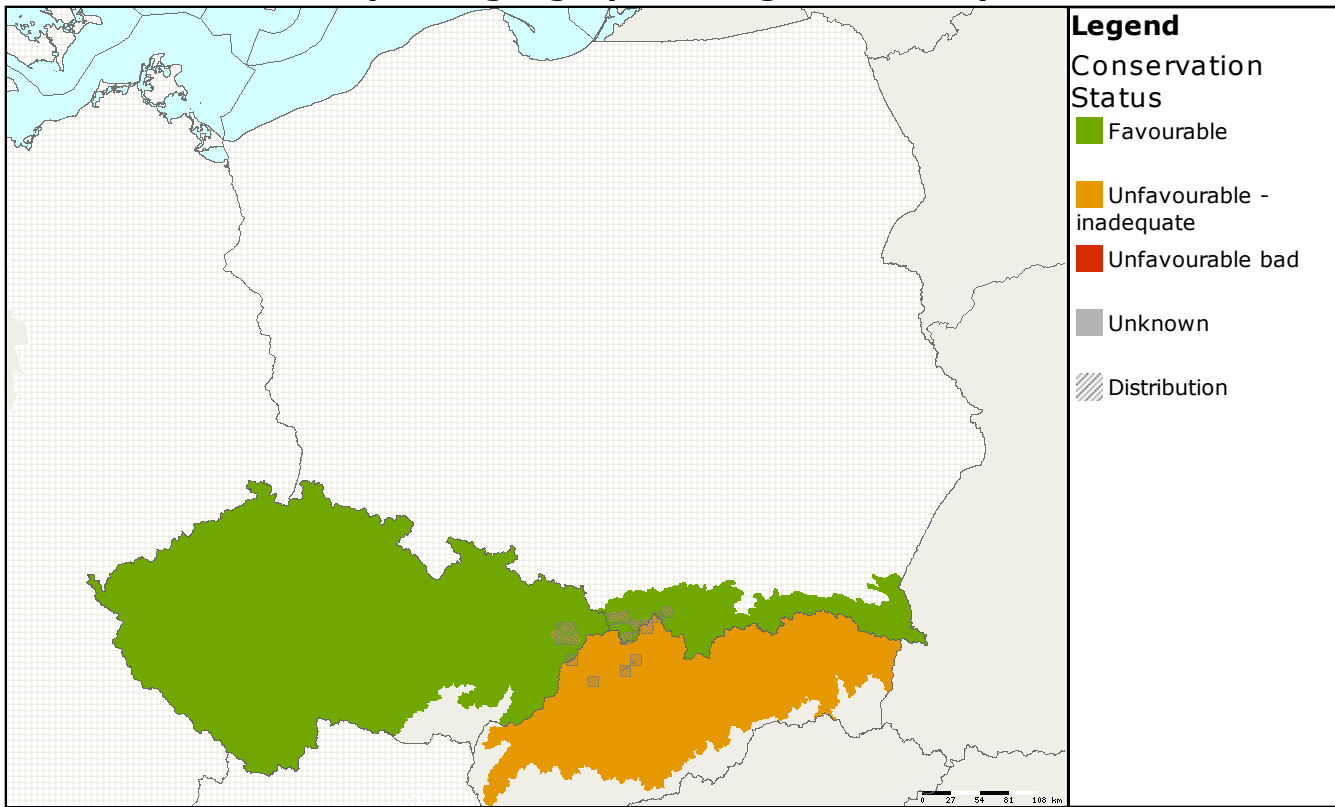 Legend
Conservation
Status
Favourable
Unfavourable -
inadequate
Unfavourable bad
Unknown
Distribution
0 27 54 81 108 km